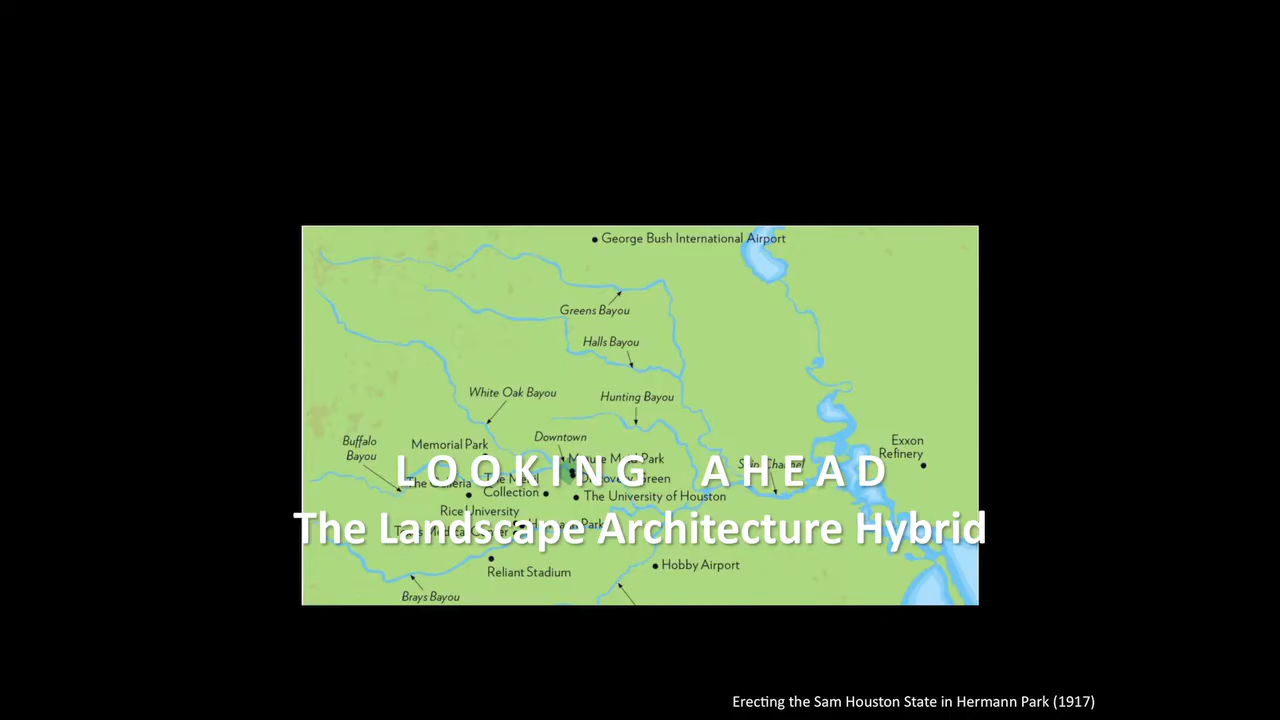 George Bush International Airport
Greens Bayou
Halls Bayou
White Oak Bayou
Hunting Bayou
Downtown
Buffalo
Bayou
Memorial Park
Exxon
Refinery
LOOKING AHEAD
Collection
The University of Houston
Rice University
The Landscape Architecture Hybrid
Hobby Airport
Reliant Stadium
Brays Bayou
Erecting the Sam Houston State in Hermann Park (1917)